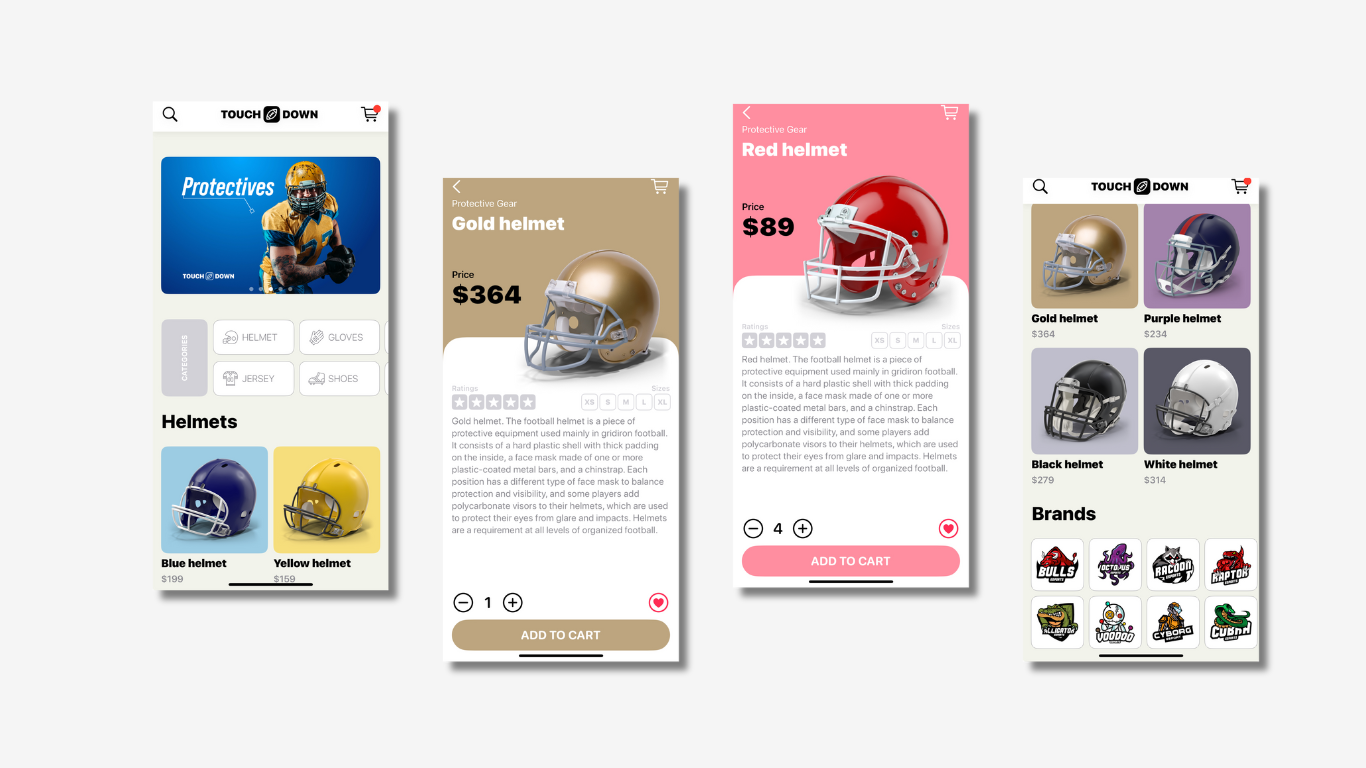 TOUCH DOWN
Protectives
TOUCH DOWN
CATEGORIES
HELMET
GLOVES
JERSEY
SHOES
Helmets
Blue helmet
$199
Yellow helmet
$159
Protective Gear
Gold helmet
Price
$364
Ratings
Sizes
XS S M L XL
Gold helmet. The football helmet is a piece of
protective equipment used mainly in gridiron football.
It consists of a hard plastic shell with thick padding
on the inside, a face mask made of one or more
plastic-coated metal bars, and a chinstrap. Each
position has a different type of face mask to balance
protection and visibility, and some players add
polycarbonate visors to their helmets, which are used
to protect their eyes from glare and impacts. Helmets
are a requirement at all levels of organized football.
1
ADD TO CART
Protective Gear
Red helmet
Price
$89
Ratings
Sizes
XS S M L XL
Red helmet. The football helmet is a piece of
protective equipment used mainly in gridiron football.
It consists of a hard plastic shell with thick padding
on the inside, a face mask made of one or more
plastic-coated metal bars, and a chinstrap. Each
position has a different type of face mask to balance
protection and visibility, and some players add
polycarbonate visors to their helmets, which are used
to protect their eyes from glare and impacts. Helmets
are a requirement at all levels of organized football.
4
ADD TO CART
TOUCH DOWN
Gold helmet
$364
Purple helmet
$234
Black helmet
$279
White helmet
$314
Brands
BULLS
OCTOPUS
RACOON
RAPTOR
ALLIGATOR
VOODOO
CYBORG
COBRA